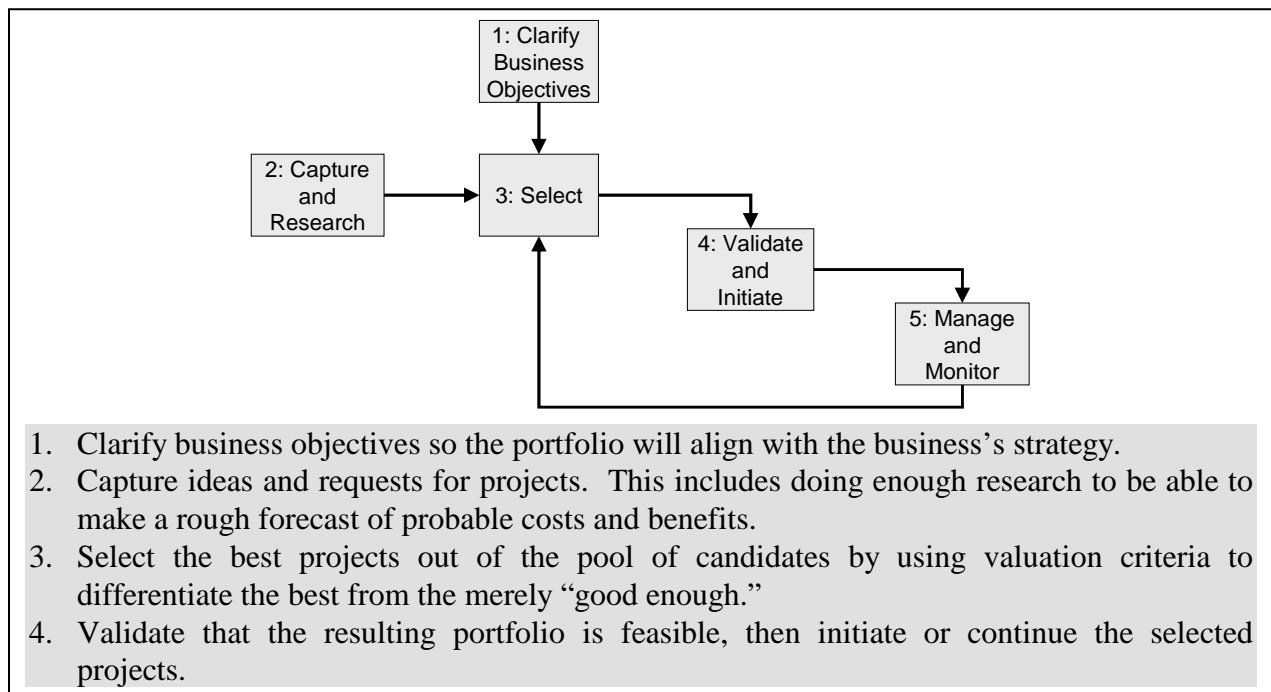 1: Clarify
Business
Objectives
2: Capture
and
Research
3: Select
4: Validate
and
Initiate
5: Manage
and
Monitor
1. Clarify business objectives so the portfolio will align with the business’s strategy.
2. Capture ideas and requests for projects. This includes doing enough research to be able to
make a rough forecast of probable costs and benefits.
3. Select the best projects out of the pool of candidates by using valuation criteria to
differentiate the best from the merely “good enough.”
4. Validate that the resulting portfolio is feasible, then initiate or continue the selected
projects.